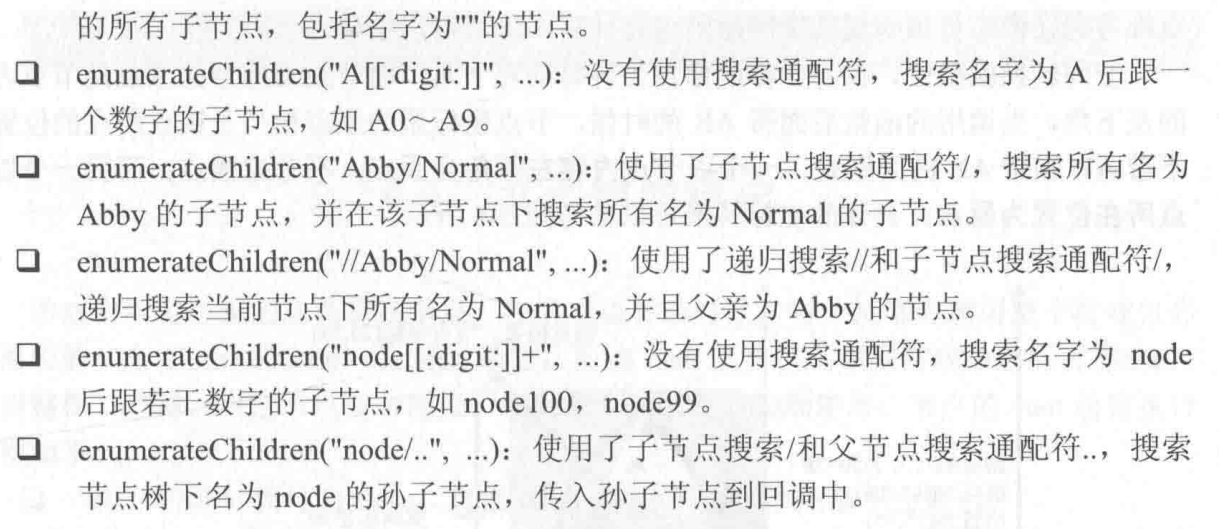 的所有子节点，包括名字为""的节点。
❑ enumerateChildren("A[[:digit:]]", ...)：没有使用搜索通配符，搜索名字为 A 后跟一
个数字的子节点，如 A0～A9。
❑ enumerateChildren("Abby/Normal", ...)：使用了子节点搜索通配符/，搜索所有名为
Abby 的子节点，并在该子节点下搜索所有名为 Normal 的子节点。
❑ enumerateChildren("//Abby/Normal", ...)：使用了递归搜索//和子节点搜索通配符/，
递归搜索当前节点下所有名为 Normal，并且父亲为 Abby 的节点。
❑ enumerateChildren("node[[:digit:]]+", ...)：没有使用搜索通配符，搜索名字为 node
后跟若干数字的子节点，如 node100，node99。
❑ enumerateChildren("node/..", ...)：使用了子节点搜索/和父节点搜索通配符..，搜索
节点树下名为 node 的孙子节点，传入孙子节点到回调中。